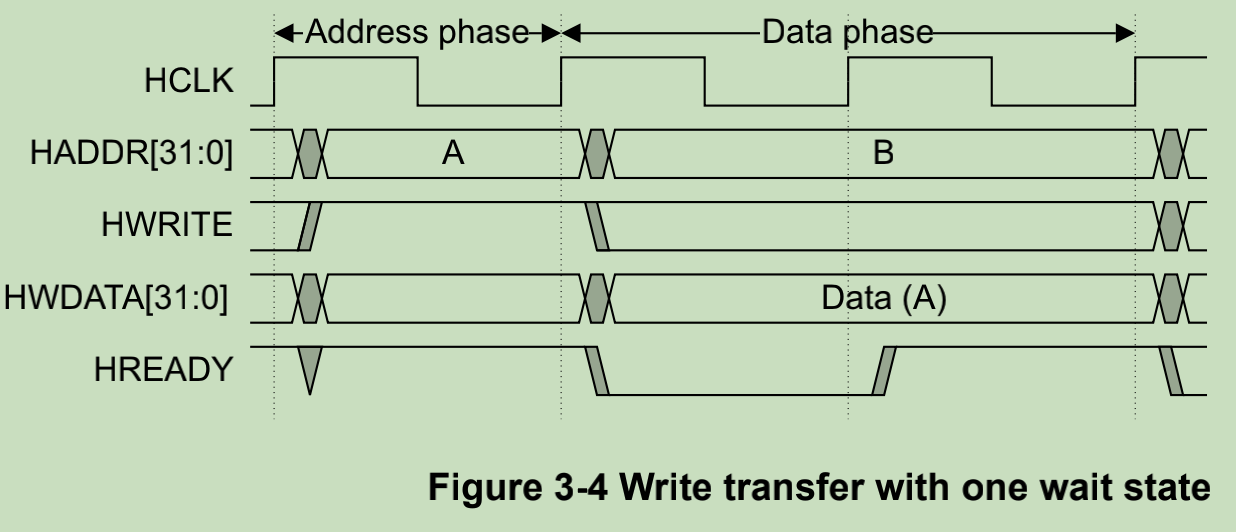 Address phase Data phase
HCLK
HADDR[31:0] A B
HWRITE
HWDATA[31:0] Data (A)
HREADY
Figure 3-4 Write transfer with one wait state